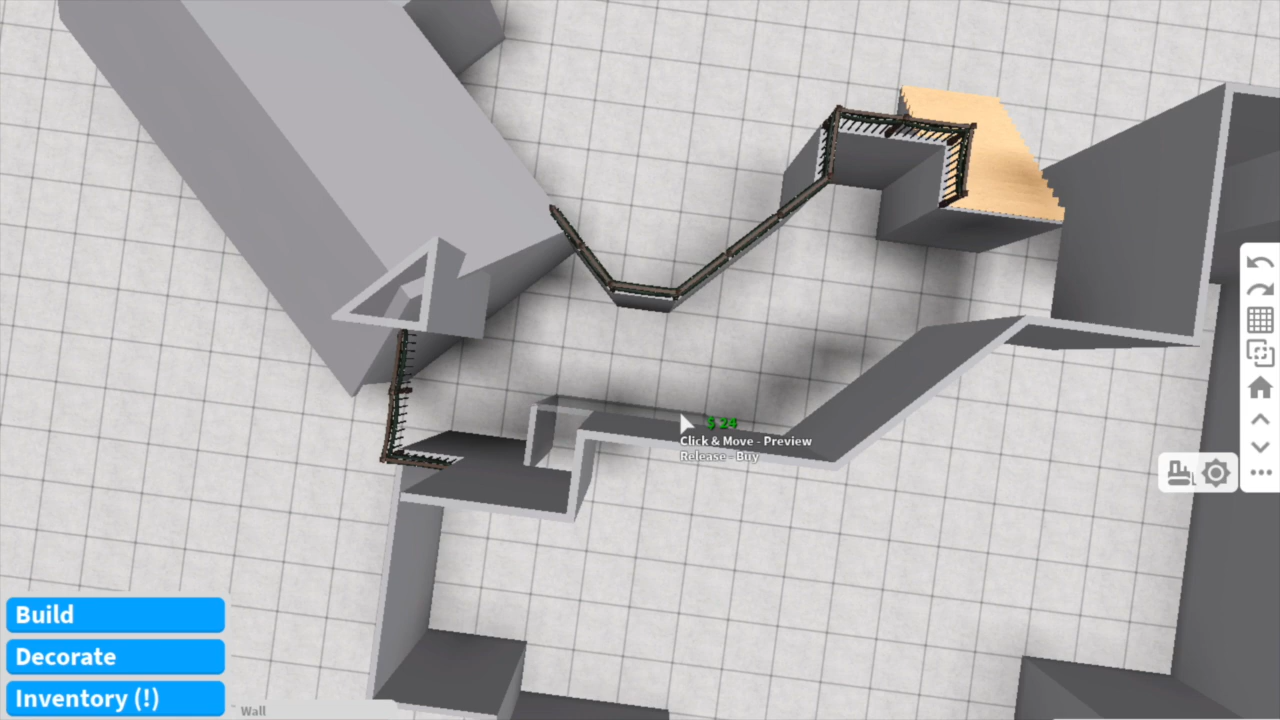 $ 24
Click & Move - Preview
Release - Buy
Build
Decorate
Inventory (!)
Wall